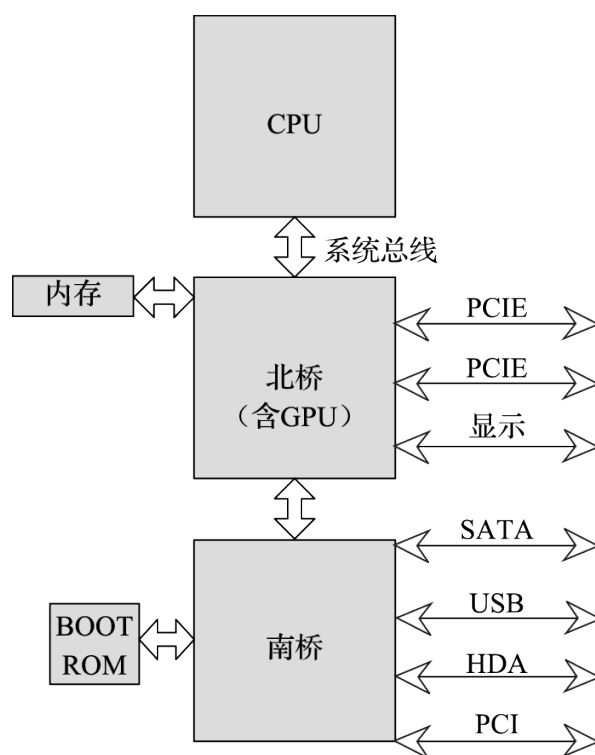 CPU
系统总线
内存
PCIE
北桥
（含GPU）
PCIE
显示
SATA
BOOT
ROM
南桥
USB
HDA
PCI